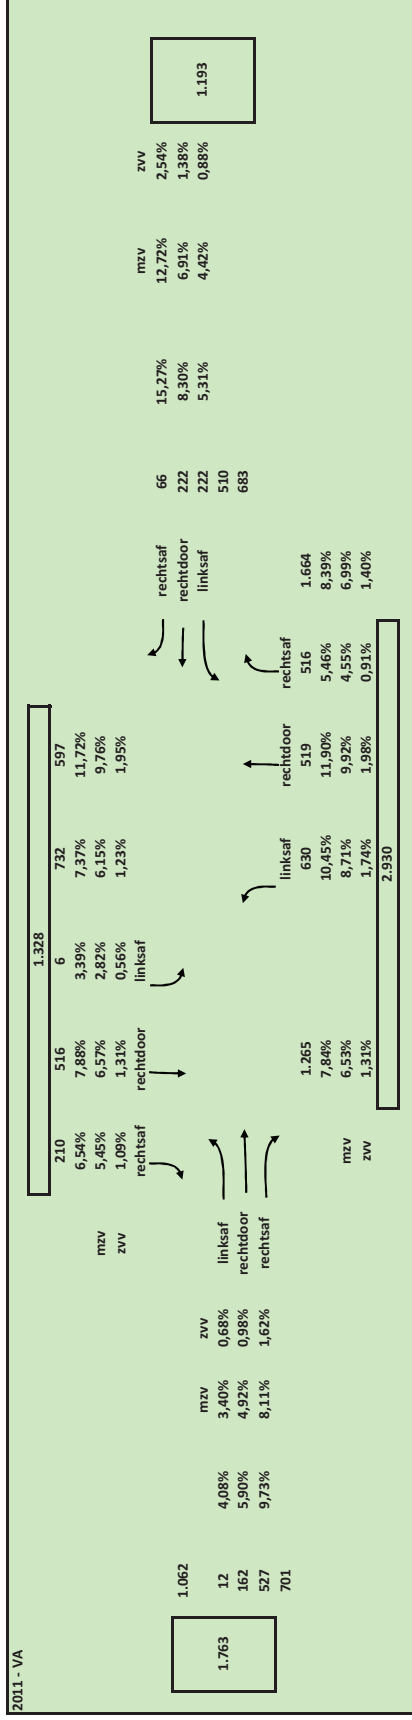 2011 - VA
1.328
210 516 6 732 597
6,54% 7,88% 3,39% 7,37% 11,72%
mzv 5,45% 6,57% 2,82% 6,15% 9,76%
zvv 1,09% 1,31% 0,56% 1,23% 1,95%
rechtsaf rechtdoor linksaf mzv zvv
rechtsaf 66 15,27% 12,72% 2,54%
1.062 rechtdoor 222 8,30% 6,91% 1,38%
mzv zvv linksaf 222 5,31% 4,42% 0,88% 1.193
1.763 12 4,08% 3,40% 0,68% linksaf 510
162 5,90% 4,92% 0,98% rechtdoor 683
527 9,73% 8,11% 1,62% rechtsaf
701 linksaf rechtdoor rechtsaf
1.265 630 519 516 1.664
7,84% 10,45% 11,90% 5,46% 8,39%
mzv 6,53% 8,71% 9,92% 4,55% 6,99%
zvv 1,31% 1,74% 1,98% 0,91% 1,40%
2.930